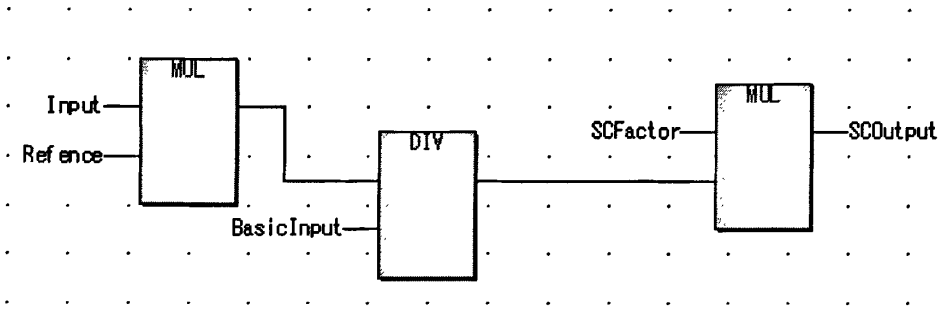 MUL
Input
Refence
DIV
BasicInput
MUL
SCFactor
SCOutput